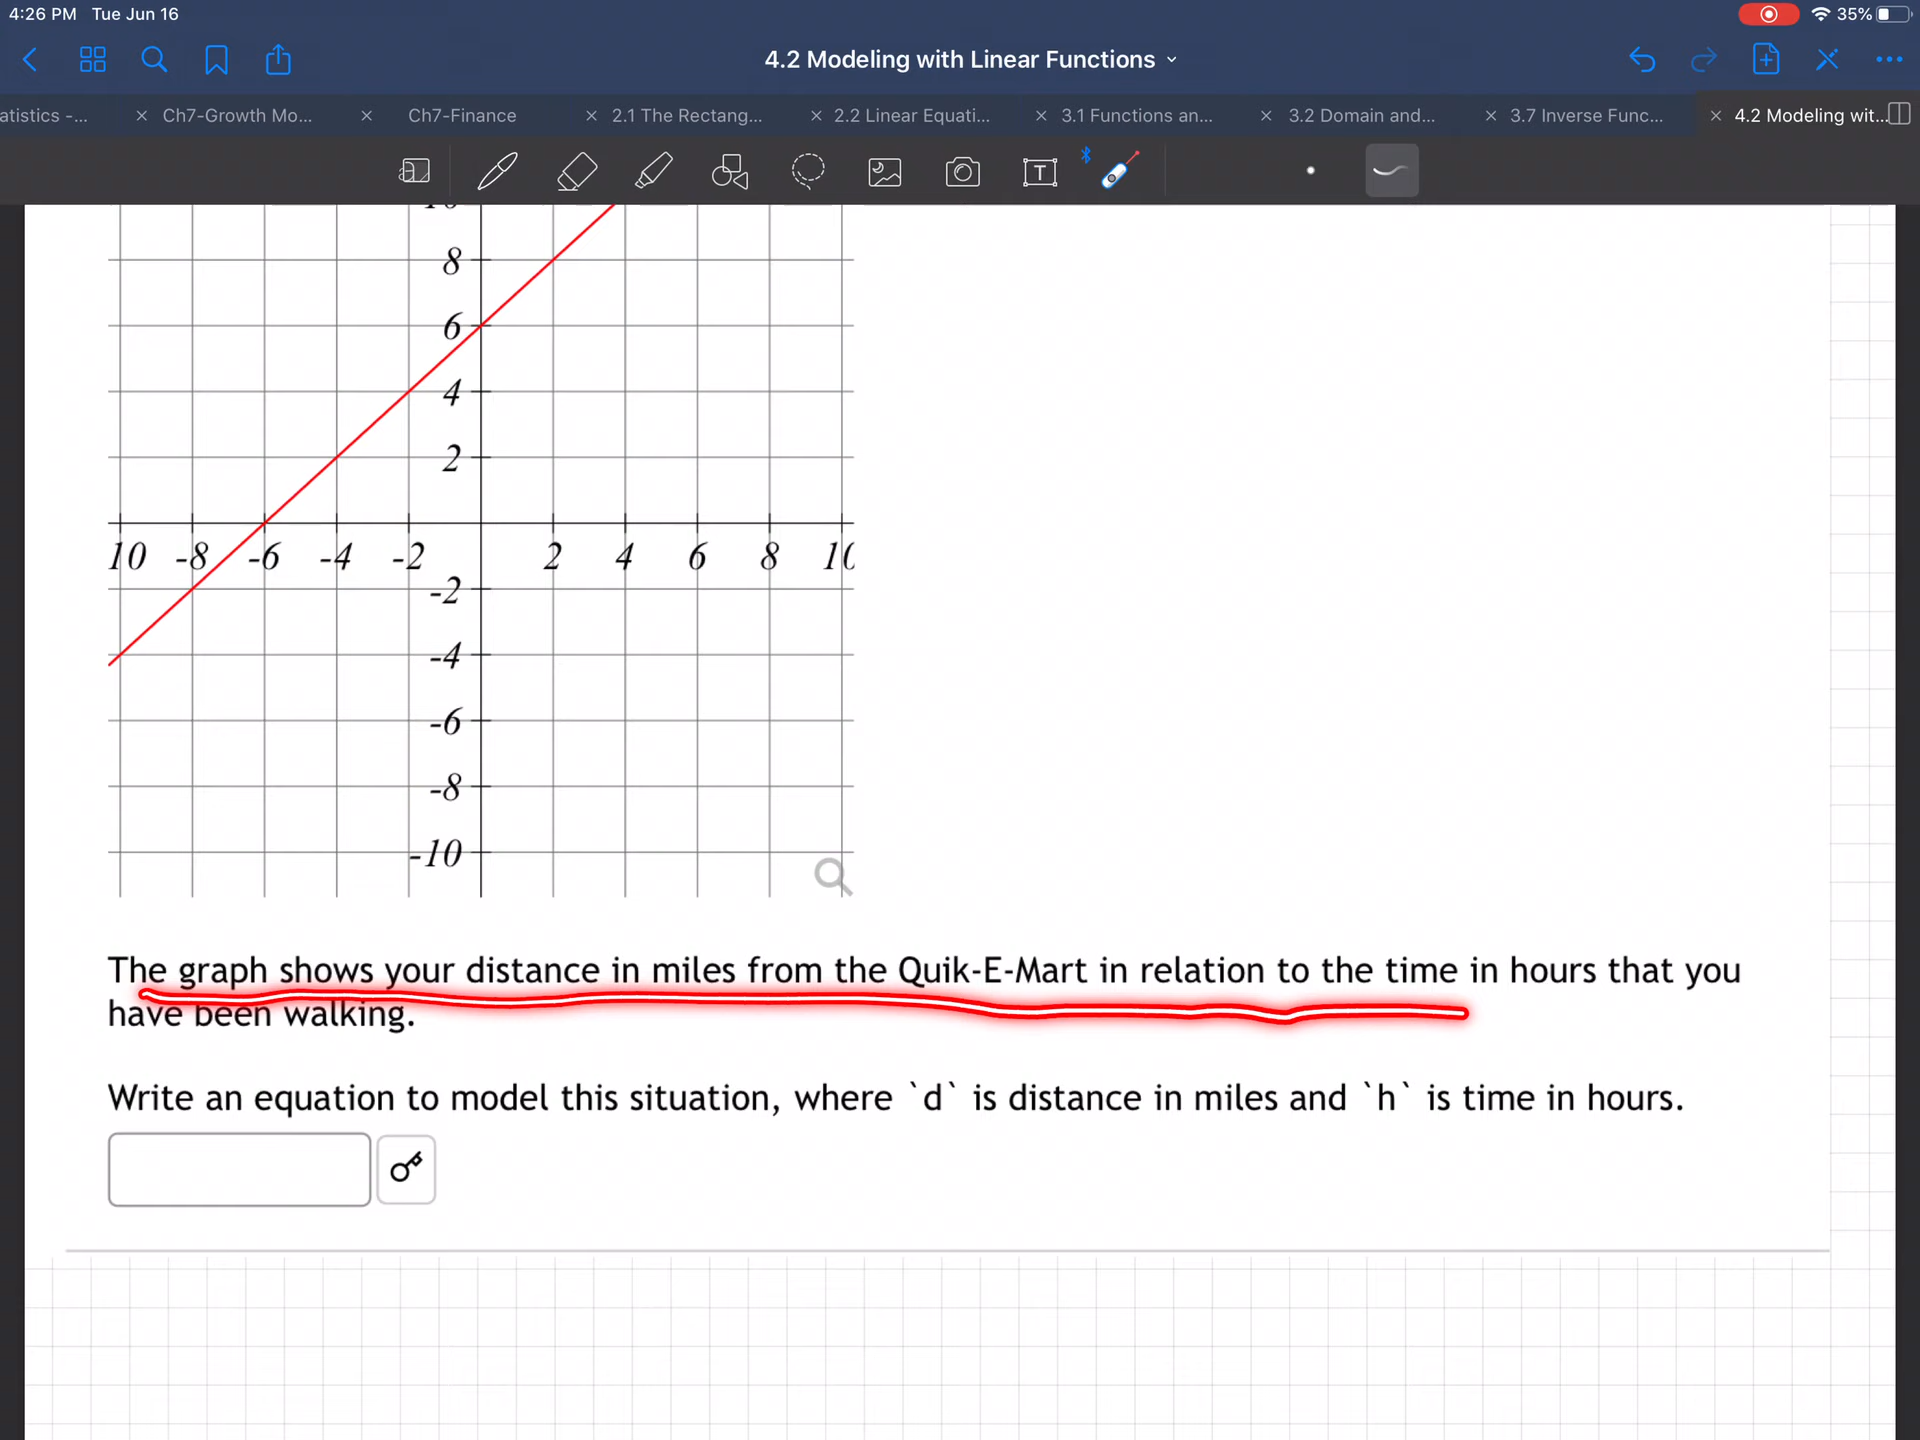 4:26 PM Tue Jun 16
35%
4.2 Modeling with Linear Functions
atistics -...
× Ch7-Growth Mo...
× Ch7-Finance
× 2.1 The Rectang...
× 2.2 Linear Equati...
× 3.1 Functions an...
× 3.2 Domain and...
× 3.7 Inverse Func...
× 4.2 Modeling wit...
T
8
6
4
2
10 -8 -6 -4 -2 2 4 6 8 10
-2
-4
-6
-8
-10
The graph shows your distance in miles from the Quik-E-Mart in relation to the time in hours that you
have been walking.
Write an equation to model this situation, where `d` is distance in miles and `h` is time in hours.